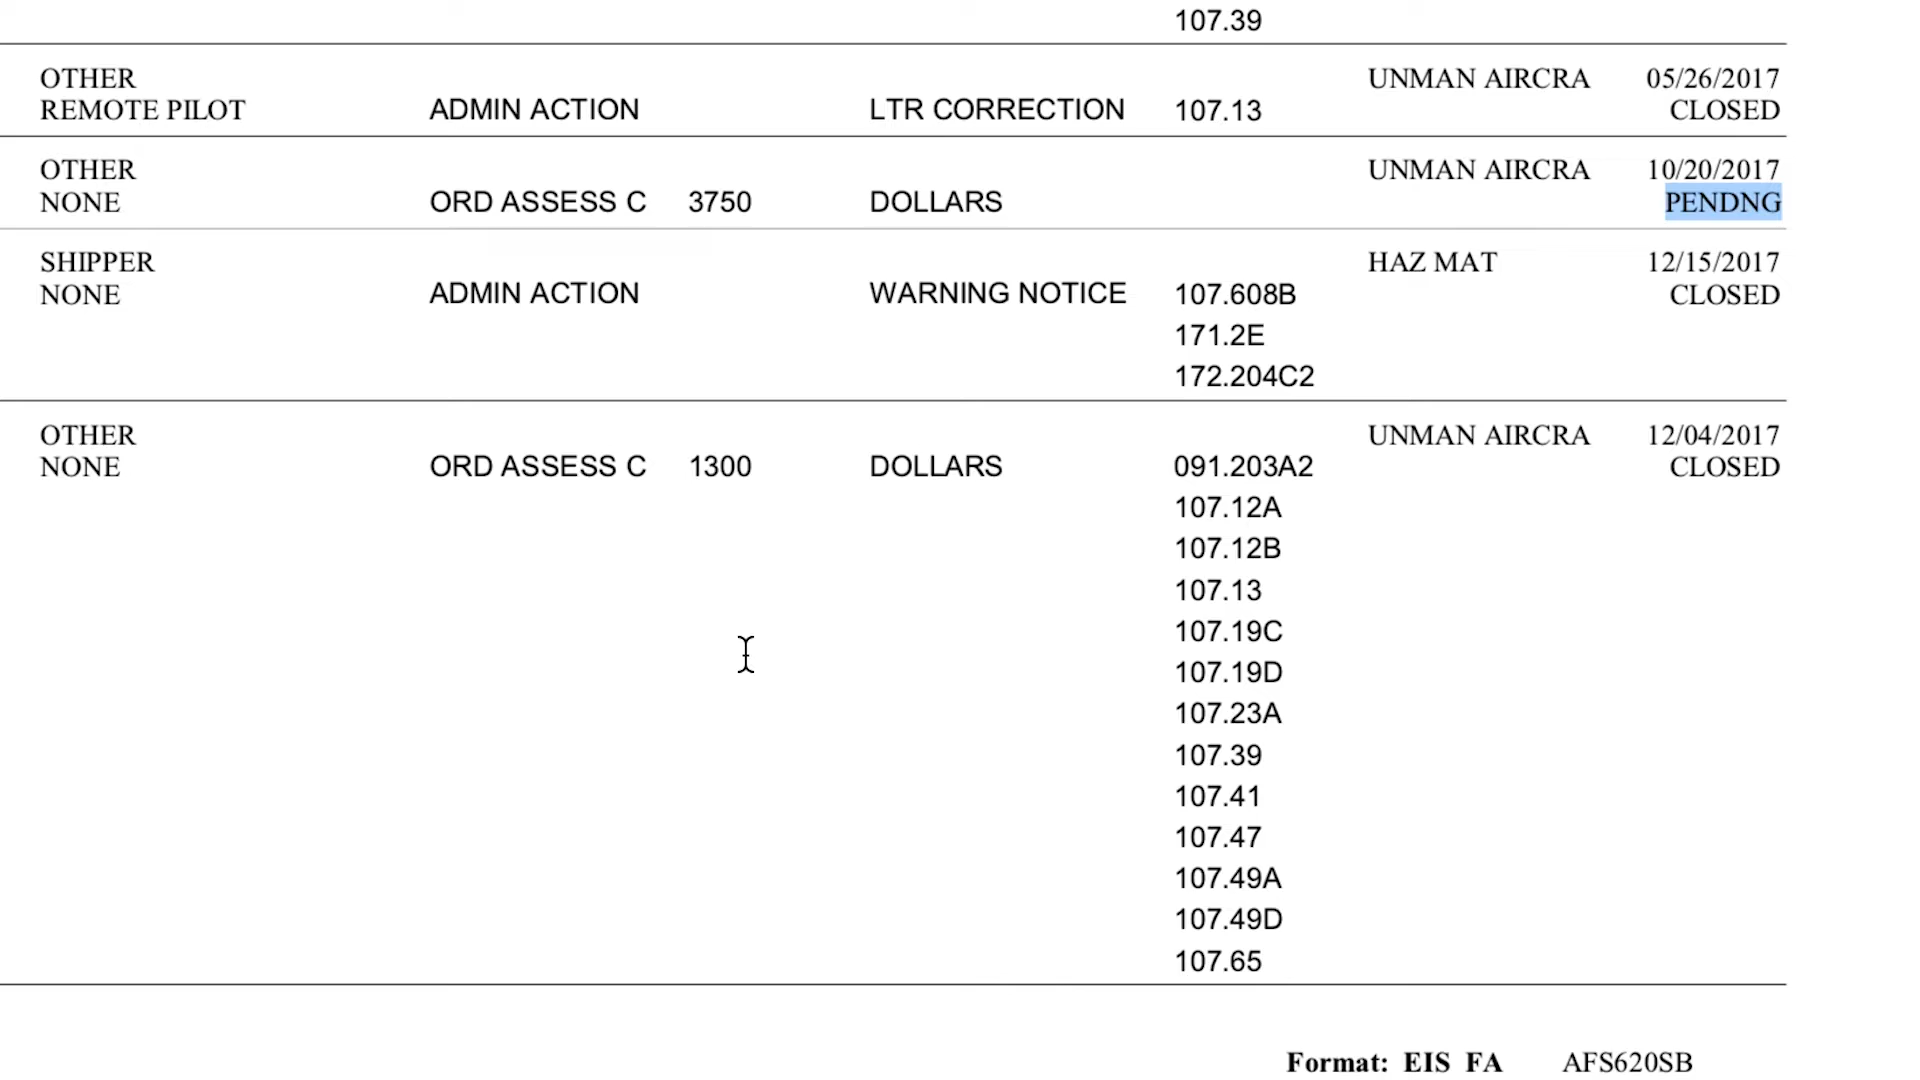 107.39
OTHER UNMAN AIRCRA 05/26/2017
REMOTE PILOT ADMIN ACTION LTR CORRECTION 107.13 CLOSED
OTHER UNMAN AIRCRA 10/20/2017
NONE ORD ASSESS C 3750 DOLLARS PENDNG
SHIPPER HAZ MAT 12/15/2017
NONE ADMIN ACTION WARNING NOTICE 107.608B CLOSED
171.2E
172.204C2
OTHER UNMAN AIRCRA 12/04/2017
NONE ORD ASSESS C 1300 DOLLARS 091.203A2 CLOSED
107.12A
107.12B
107.13
107.19C
107.19D
107.23A
107.39
107.41
107.47
107.49A
107.49D
107.65
Format: EIS FA AFS620SB